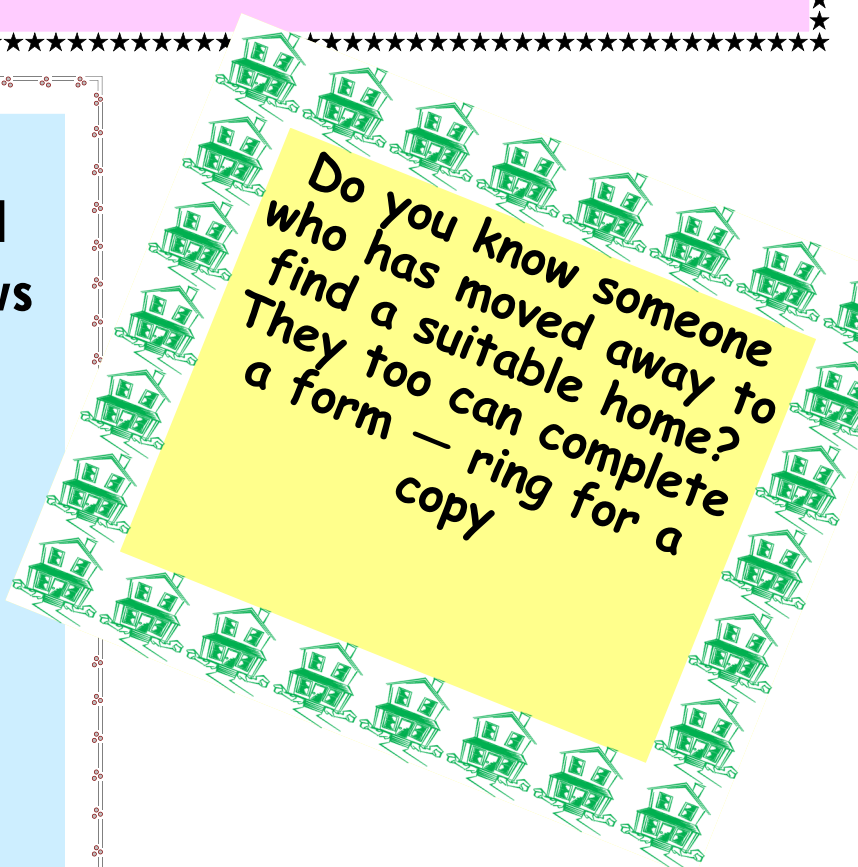 ws
Do you know someone
who has moved away to
find a suitable home?
They too can complete
a form — ring for a
copy